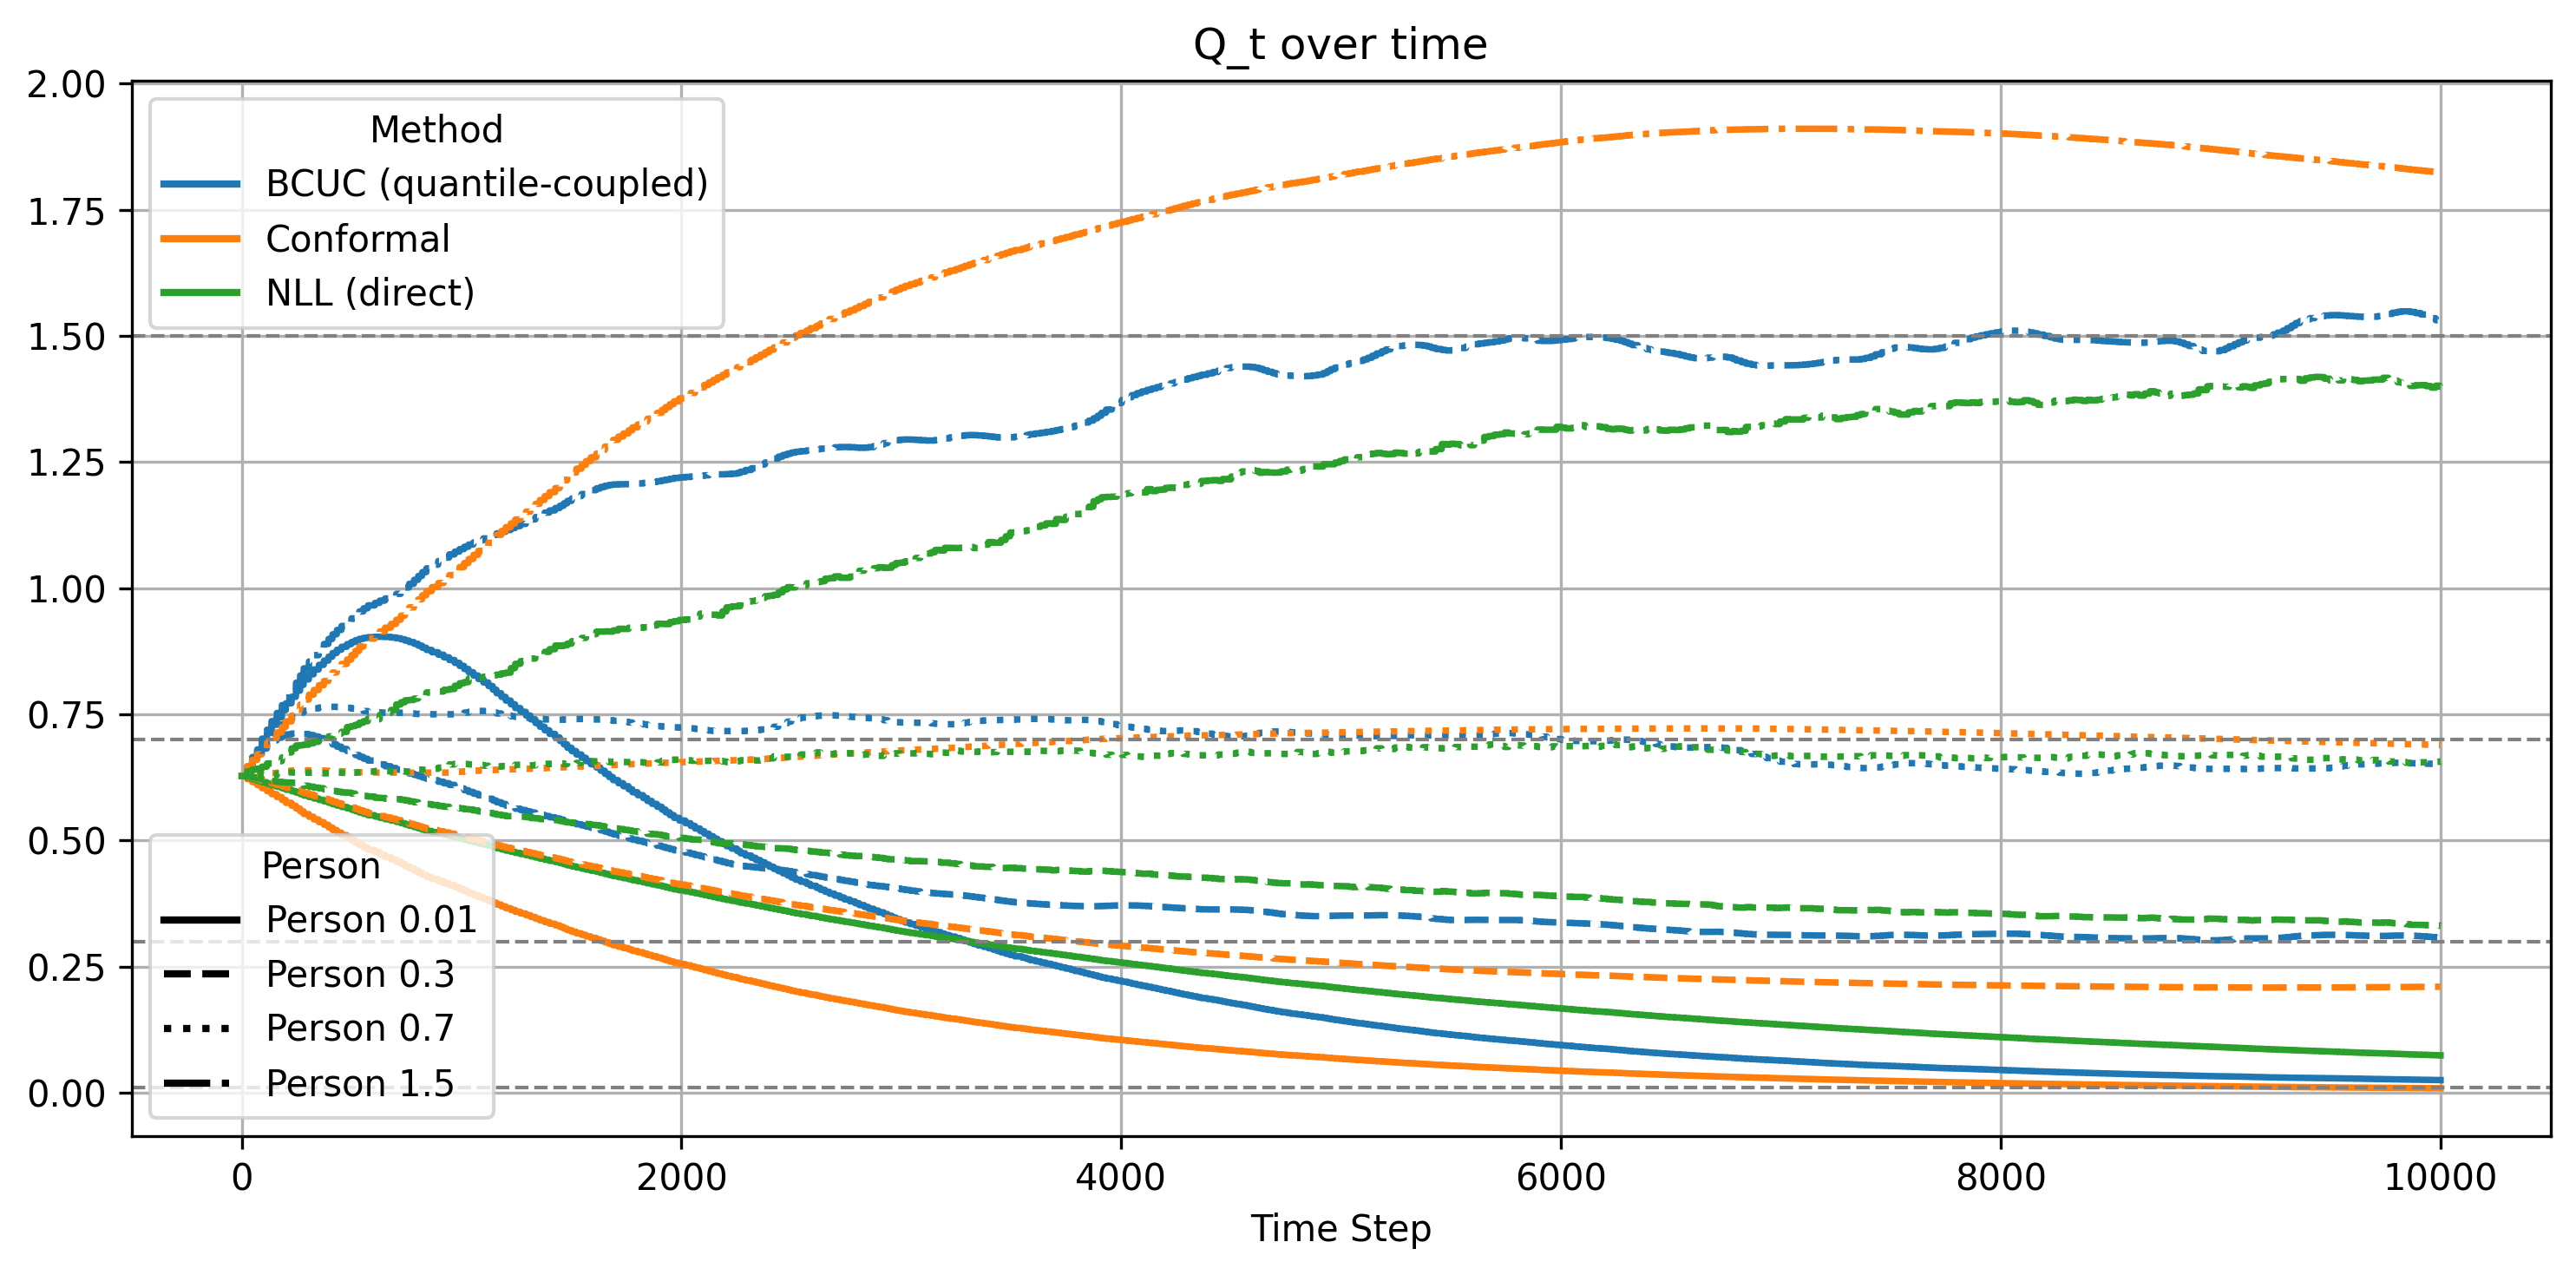 Q_t over time
2.00
1.75
1.50
1.25
1.00
0.75
0.50
0.25
0.00
Method
BCUC (quantile-coupled)
Conformal
NLL (direct)
Person
Person 0.01
Person 0.3
Person 0.7
Person 1.5
0 2000 4000 6000 8000 10000
Time Step